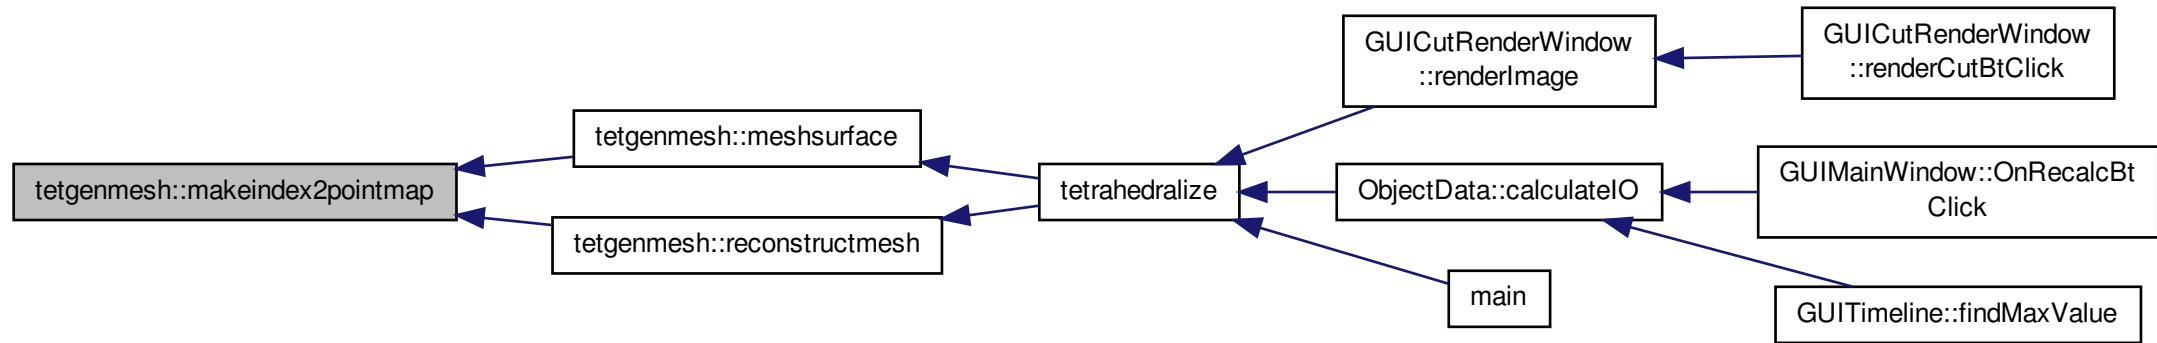 tetgenmesh::makeindex2pointmap
tetgenmesh::meshsurface
tetgenmesh::reconstructmesh
tetrahedralize
GUICutRenderWindow
::renderImage
ObjectData::calculateIO
main
GUICutRenderWindow
::renderCutBtClick
GUIMainWindow::OnRecalcBt
Click
GUITimeline::findMaxValue